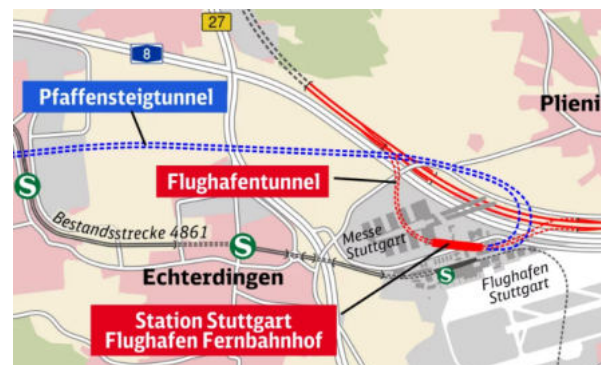 27
8
Pfaffensteigtunnel
Plieni
Flughafentunnel
S
Bestandsstrecke 4861
S
Messe
Stuttgart
Echterdingen
S
Flughafen
Stuttgart
Station Stuttgart
Flughafen Fernbahnhof